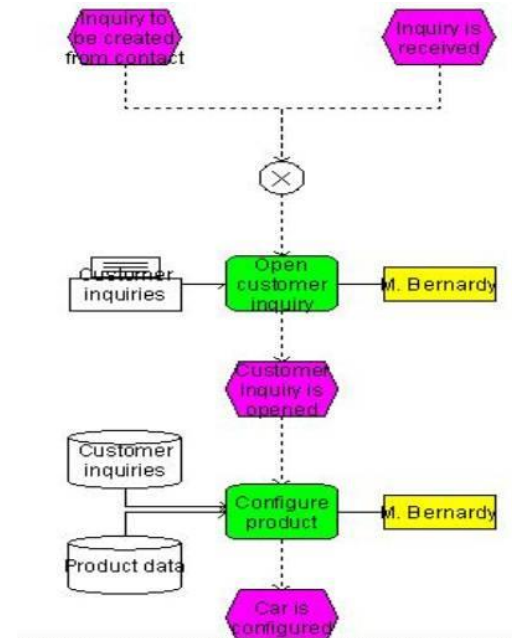 Inquiry to
be created
from contact
Inquiry is
received
Customer
inquiries
Open
customer
inquiry
M. Bernardy
Customer
inquiry is
opened
Customer
inquiries
Configure
product
M. Bernardy
Product data
Car is
configured